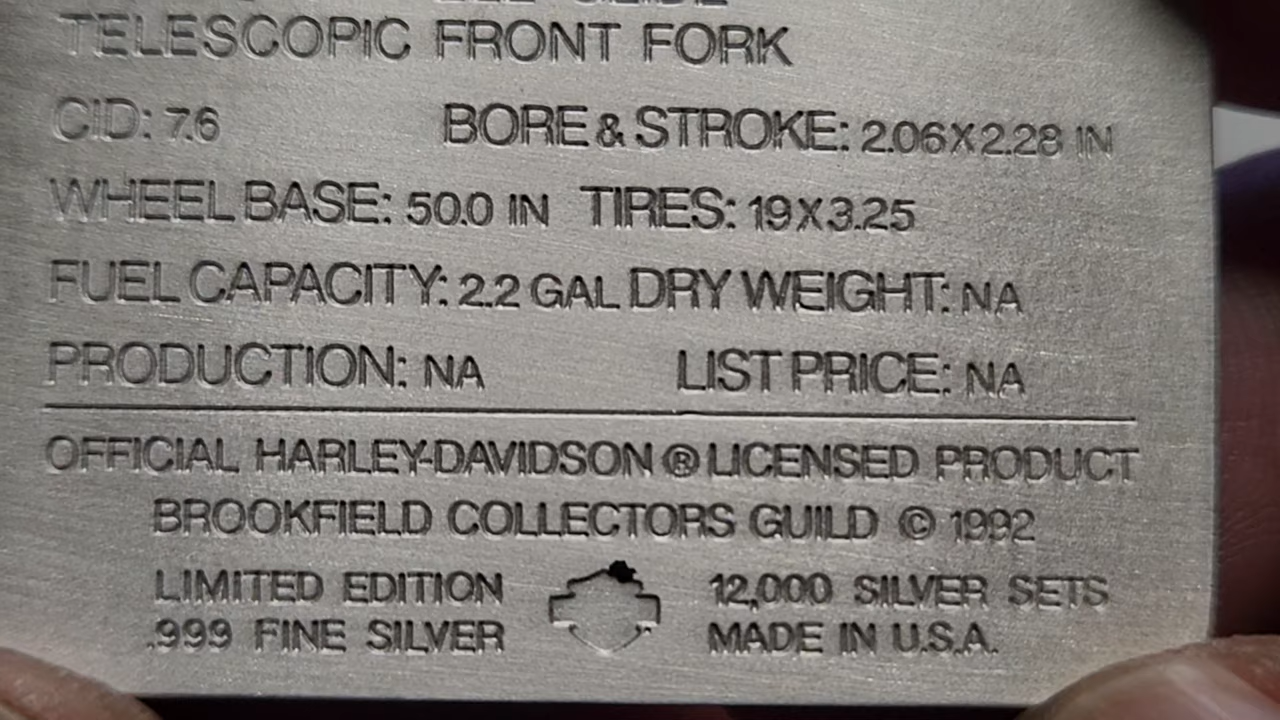 TELESCOPIC FRONT FORK
CID: 7.6 BORE & STROKE: 2.06X2.28 IN
WHEEL BASE: 50.0 IN TIRES: 19X3.25
FUEL CAPACITY: 2.2 GAL DRY WEIGHT: NA
PRODUCTION: NA LIST PRICE: NA
OFFICIAL HARLEY-DAVIDSON ® LICENSED PRODUCT
BROOKFIELD COLLECTORS GUILD © 1992
LIMITED EDITION 12,000 SILVER SETS
.999 FINE SILVER MADE IN U.S.A.